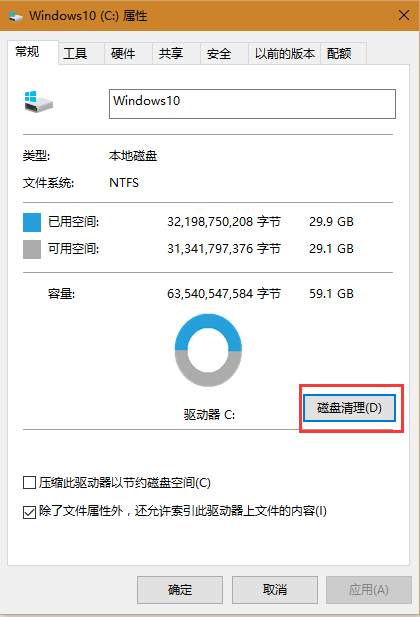 Windows10 (C:) 属性
常规 工具 硬件 共享 安全 以前的版本 配额
Windows10
类型: 本地磁盘
文件系统: NTFS
已用空间: 32,198,750,208 字节 29.9 GB
可用空间: 31,341,797,376 字节 29.1 GB
容量: 63,540,547,584 字节 59.1 GB
驱动器 C:
磁盘清理(D)
压缩此驱动器以节约磁盘空间(C)
除了文件属性外，还允许索引此驱动器上文件的内容(I)
确定 取消 应用(A)